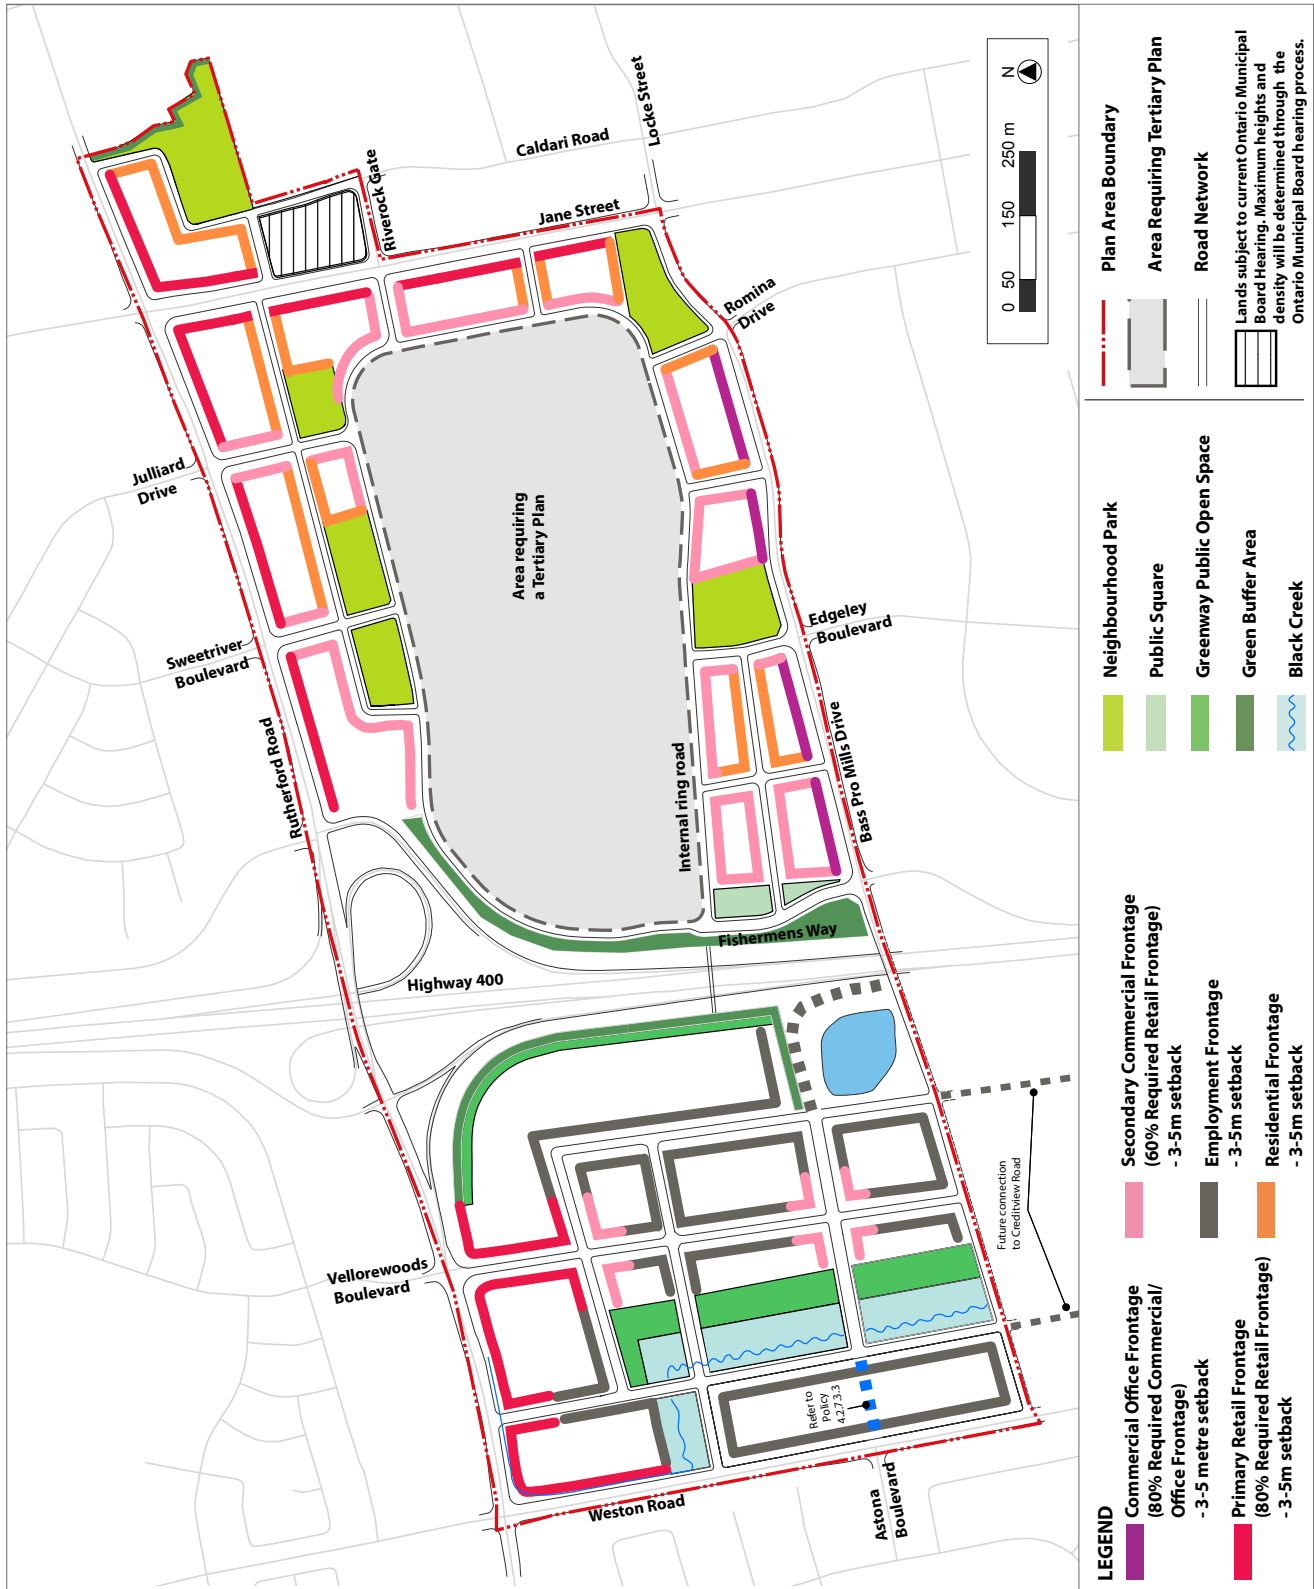 Rutherford Road
Sweetriver
Boulevard
Julliard
Drive
Vellorewoods
Boulevard
Highway 400
Fishermens Way
Internal ring road
Area requiring
a Tertiary Plan
Riverock Gate
Caldari Road
Locke Street
Jane Street
Romina
Drive
Edgeley
Boulevard
Bass Pro Mills Drive
Weston Road
Astona
Boulevard
Refer to
Policy
4.2.7.3.3
Future connection
to Creditview Road
0 50 150 250 m
N
LEGEND
Commercial Office Frontage
(80% Required Commercial/
Office Frontage)
- 3-5 metre setback
Primary Retail Frontage
(80% Required Retail Frontage)
- 3-5m setback
Secondary Commercial Frontage
(60% Required Retail Frontage)
- 3-5m setback
Employment Frontage
- 3-5m setback
Residential Frontage
- 3-5m setback
Neighbourhood Park
Public Square
Greenway Public Open Space
Green Buffer Area
Black Creek
Plan Area Boundary
Area Requiring Tertiary Plan
Road Network
Lands subject to current Ontario Municipal
Board Hearing. Maximum heights and
density will be determined through the
Ontario Municipal Board hearing process.